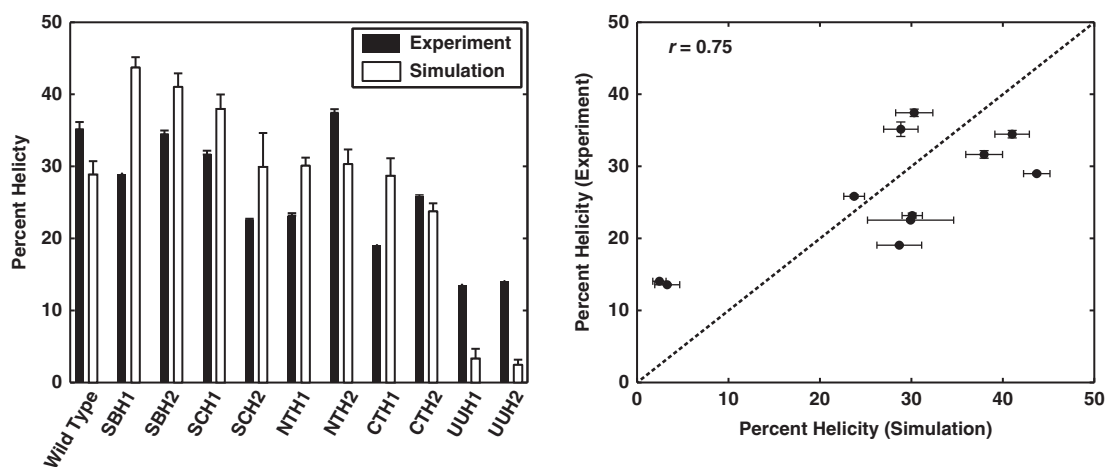 50
40
30
20
10
0
Percent Helicty
Experiment
Simulation
Wild Type
SBH1
SBH2
SCH1
SCH2
NTH1
NTH2
CTH1
CTH2
UUH1
UUH2
50
40
30
20
10
0
Percent Helicity (Experiment)
r = 0.75
0 10 20 30 40 50
Percent Helicity (Simulation)